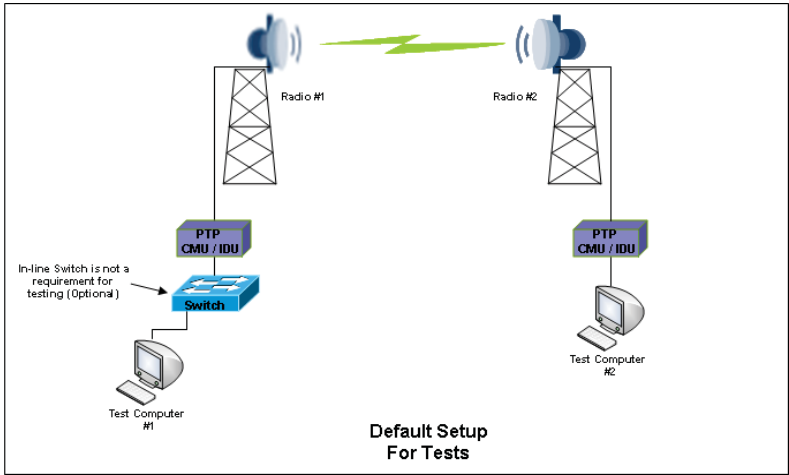 Radio #1
Radio #2
PTP
CMU / IDU
PTP
CMU / IDU
In-line Switch is not a
requirement for
testing (Optional)
Switch
Test Computer
#1
Test Computer
#2
Default Setup
For Tests